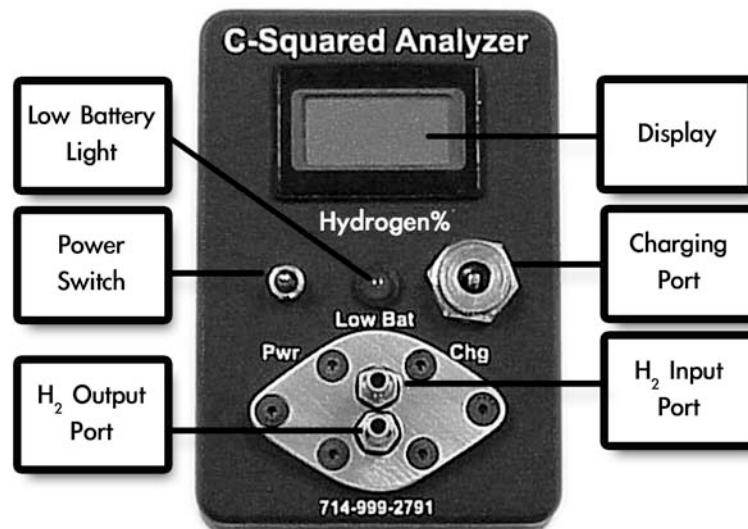 C-Squared Analyzer
Low Battery
Light
Display
Hydrogen%
Power
Switch
Charging
Port
Low Bat
Pwr
Chg
H₂ Output
Port
H₂ Input
Port
714-999-2791